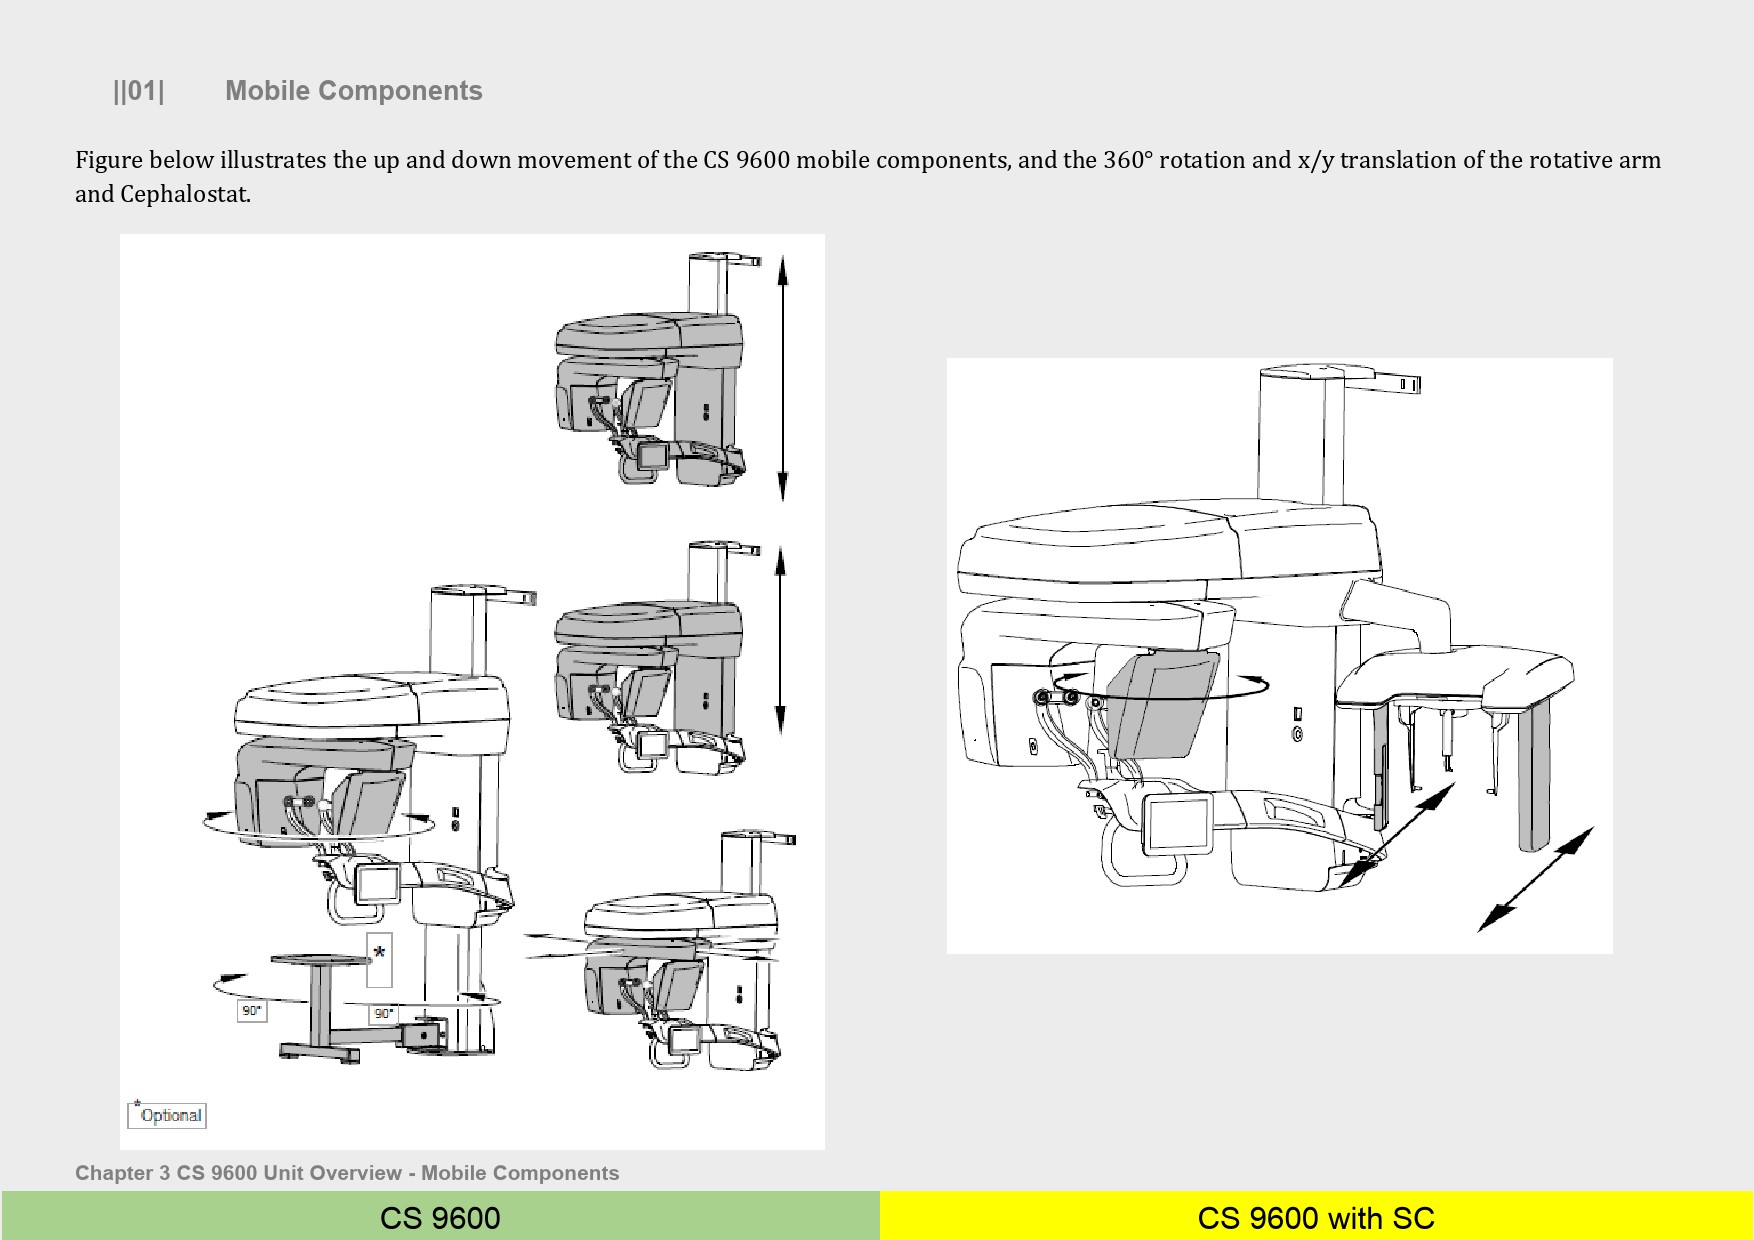 ||01| Mobile Components
Figure below illustrates the up and down movement of the CS 9600 mobile components, and the 360° rotation and x/y translation of the rotative arm
and Cephalostat.
*
90°
90°
*Optional
Chapter 3 CS 9600 Unit Overview - Mobile Components
CS 9600
CS 9600 with SC